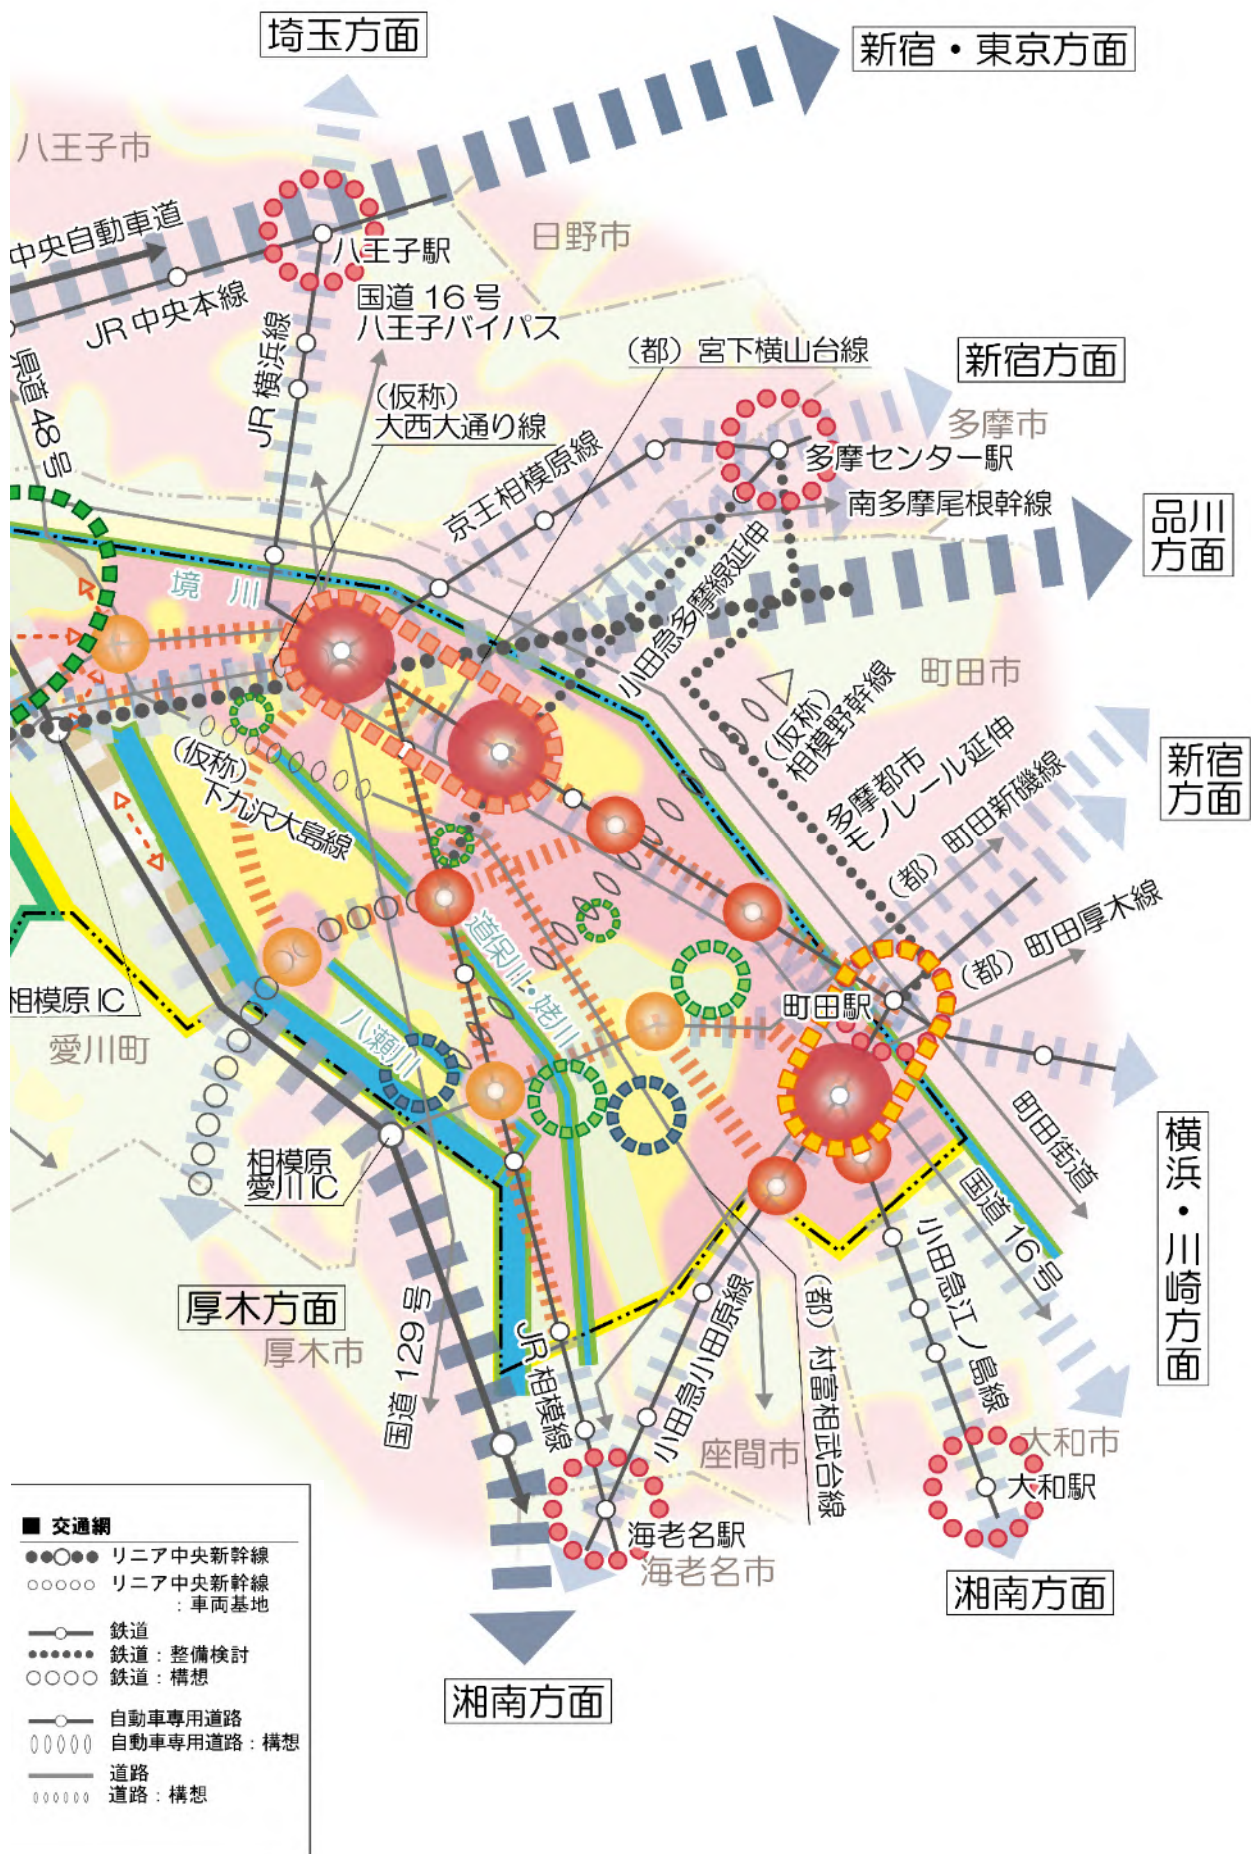 埼玉方面
新宿・東京方面
八王子市
日野市
中央自動車道
八王子駅
JR中央本線
国道16号
八王子バイパス
JR横浜線
県道48号
(都)宮下横山台線
新宿方面
(仮称)
大西大通り線
多摩市
多摩センター駅
京王相模原線
南多摩尾根幹線
品川
方面
境川
小田急多摩線延伸
町田市
(仮称)
相模野幹線
(仮称)
下九沢大島線
多摩都市
モノレール延伸
新宿
方面
(都)町田新磯線
(都)町田厚木線
道保川・姥川
相模原IC
町田駅
愛川町
八瀬川
町田街道
横浜・川崎方面
相模原
愛川IC
国道16号
小田急江ノ島線
厚木方面
厚木市
国道129号
JR相模線
小田急小田原線
(都)村富相武台線
座間市
大和市
大和駅
海老名駅
海老名市
湘南方面
湘南方面
■ 交通網
リニア中央新幹線
リニア中央新幹線
:車両基地
鉄道
鉄道:整備検討
鉄道:構想
自動車専用道路
自動車専用道路:構想
道路
道路:構想